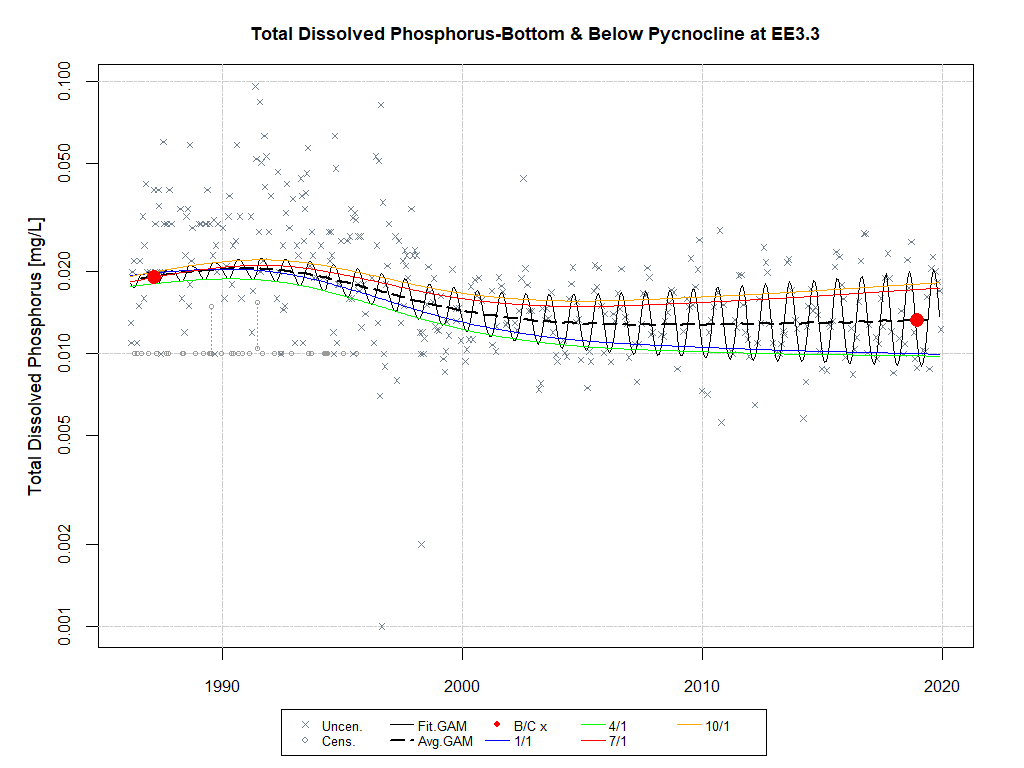 Total Dissolved Phosphorus-Bottom & Below Pycnocline at EE3.3
Total Dissolved Phosphorus [mg/L]
0.100
0.050
0.020
0.010
0.005
0.002
0.001
1990 2000 2010 2020
Uncen. Fit.GAM B/C x 4/1 10/1
Cens. Avg.GAM 1/1 7/1